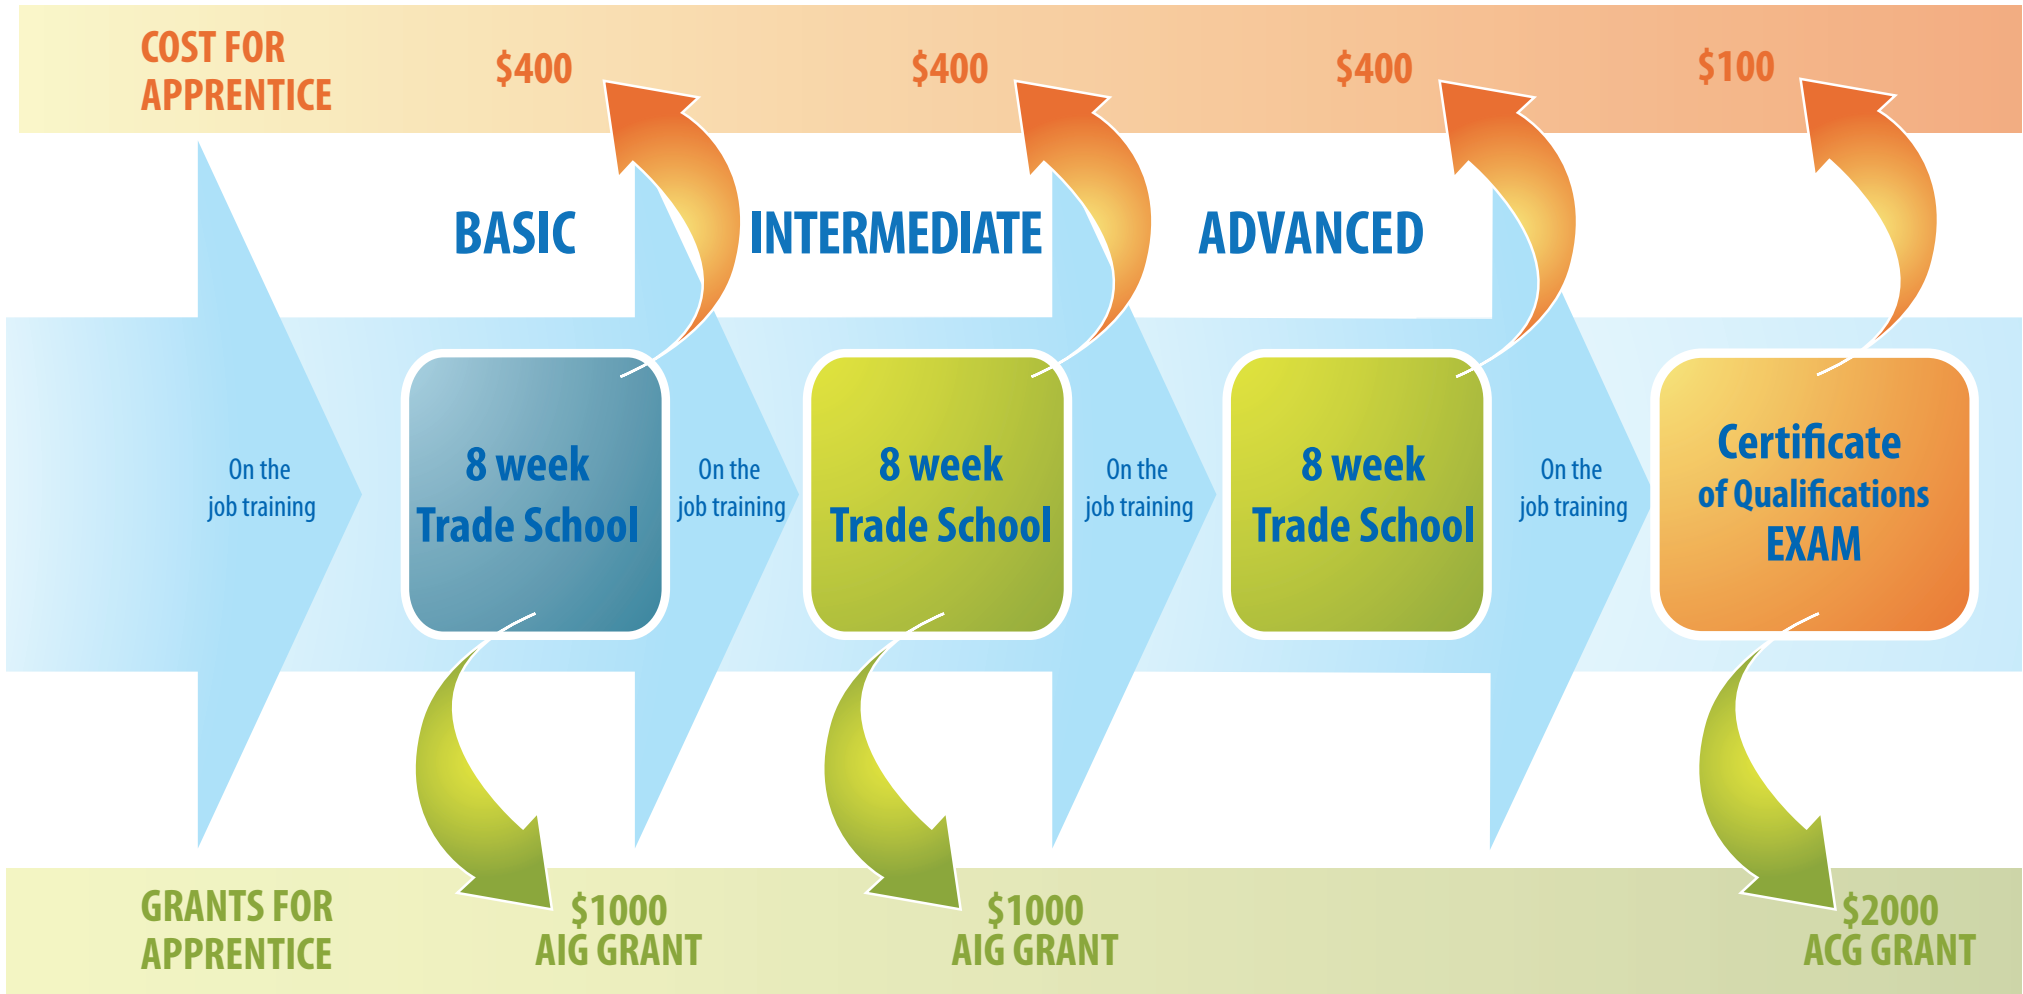 COST FOR
APPRENTICE
$400
$400
$400
$100
BASIC
INTERMEDIATE
ADVANCED
On the
job training
8 week
Trade School
On the
job training
8 week
Trade School
On the
job training
8 week
Trade School
On the
job training
Certificate
of Qualifications
EXAM
GRANTS FOR
APPRENTICE
$1000
AIG GRANT
$1000
AIG GRANT
$2000
ACG GRANT